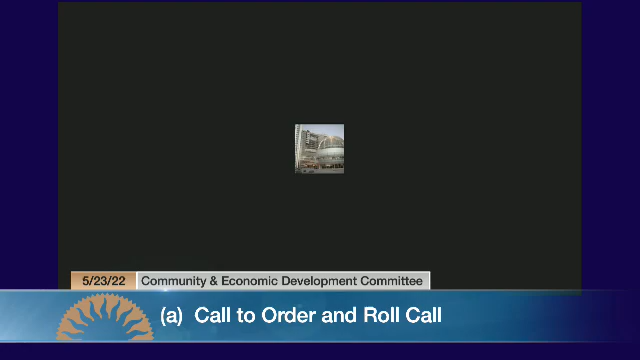 5/23/22 Community & Economic Development Committee
(a) Call to Order and Roll Call